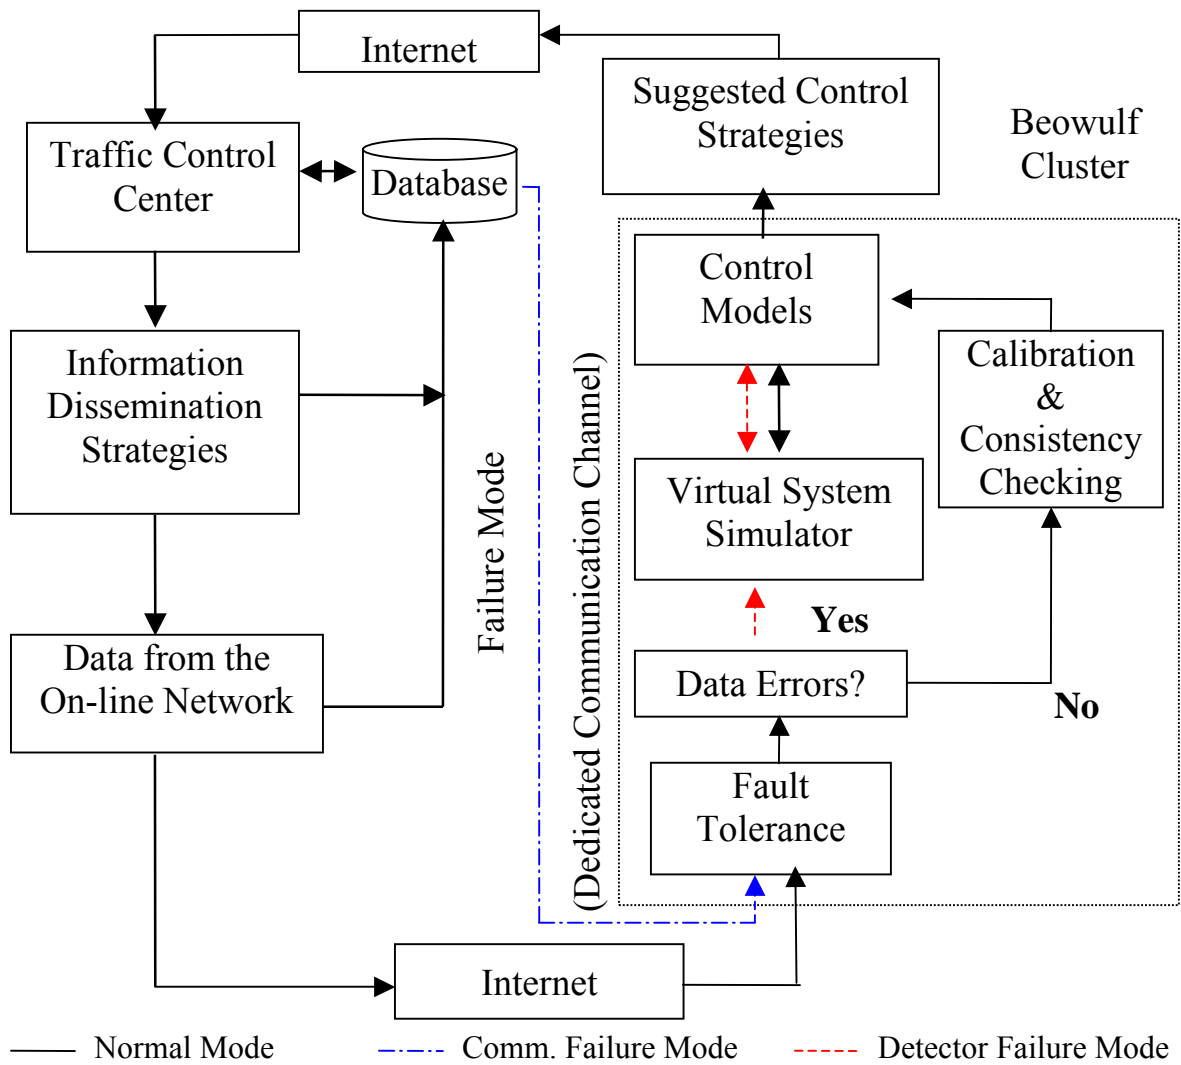 Internet
Suggested Control
Strategies
Beowulf
Cluster
Traffic Control
Center
Database
Control
Models
Information
Dissemination
Strategies
Calibration
&
Consistency
Checking
Failure Mode
(Dedicated Communication Channel)
Virtual System
Simulator
Yes
Data from the
On-line Network
Data Errors?
No
Fault
Tolerance
Internet
Normal Mode
Comm. Failure Mode
Detector Failure Mode